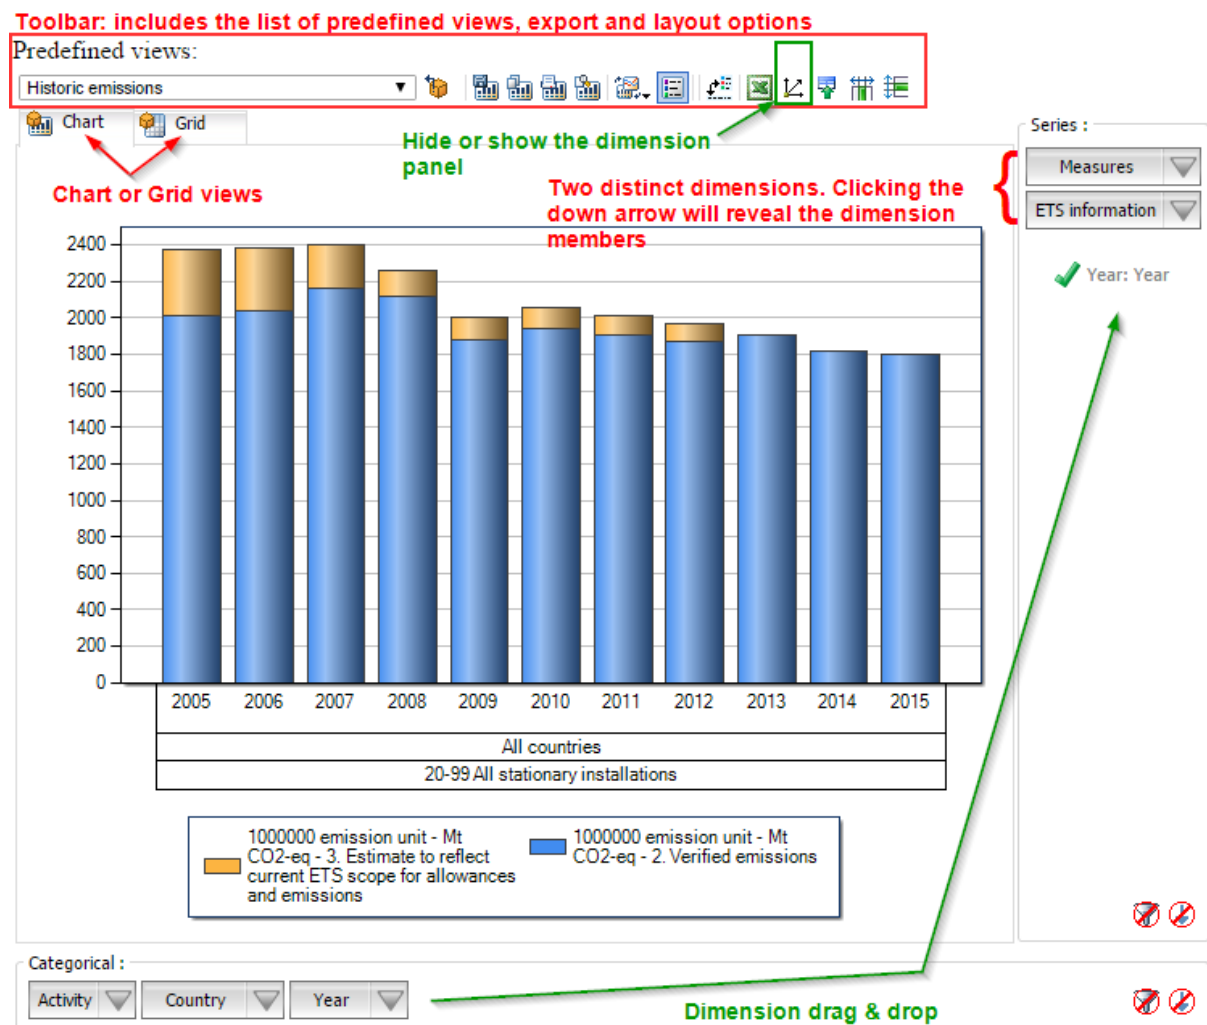 Toolbar: includes the list of predefined views, export and layout options
Predefined views:
Historic emissions
Chart
Grid
Hide or show the dimension
panel
Chart or Grid views
Two distinct dimensions. Clicking the
down arrow will reveal the dimension
members
Series :
Measures
ETS information
Year: Year
2400
2200
2000
1800
1600
1400
1200
1000
800
600
400
200
0
2005 2006 2007 2008 2009 2010 2011 2012 2013 2014 2015
All countries
20-99 All stationary installations
1000000 emission unit - Mt
CO2-eq - 3. Estimate to reflect
current ETS scope for allowances
and emissions
1000000 emission unit - Mt
CO2-eq - 2. Verified emissions
Categorical :
Activity Country Year
Dimension drag & drop